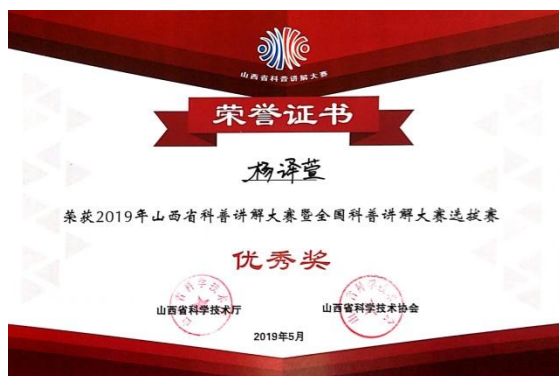 山西省科普讲解大赛
荣誉证书
杨译萱
荣获2019年山西省科普讲解大赛暨全国科普讲解大赛选拔赛
优秀奖
山西省科学技术厅
山西省科学技术协会
2019年5月